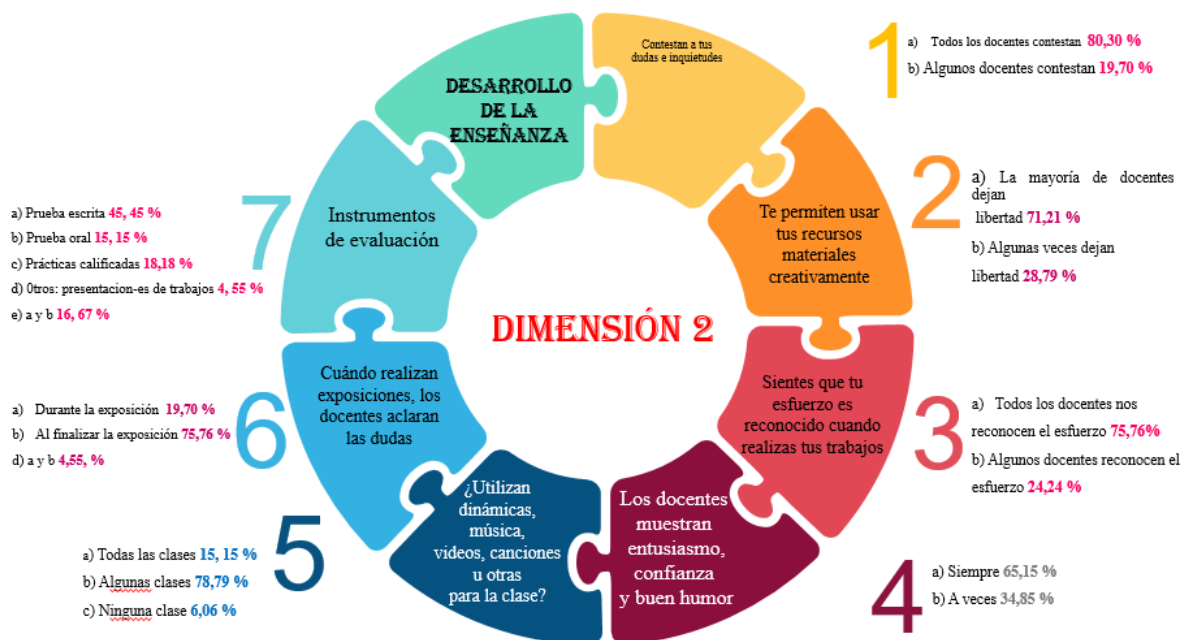 DESARROLLO
DE LA
ENSEÑANZA
Contestan a tus
dudas e inquietudes
1
a) Todos los docentes contestan 80,30 %
b) Algunos docentes contestan 19,70 %
Te permiten usar
tus recursos
materiales
creativamente
2
a) La mayoría de docentes
dejan
libertad 71,21 %
b) Algunas veces dejan
libertad 28,79 %
DIMENSIÓN 2
Sientes que tu
esfuerzo es
reconocido cuando
realizas tus trabajos
3
a) Todos los docentes nos
reconocen el esfuerzo 75,76%
b) Algunos docentes reconocen el
esfuerzo 24,24 %
Los docentes
muestran
entusiasmo,
confianza
y buen humor
4
a) Siempre 65,15 %
b) A veces 34,85 %
¿Utilizan
dinámicas,
música,
videos, canciones
u otras
para la clase?
5
a) Todas las clases 15, 15 %
b) Algunas clases 78,79 %
c) Ninguna clase 6,06 %
Cuándo realizan
exposiciones, los
docentes aclaran
las dudas
6
a) Durante la exposición 19,70 %
b) Al finalizar la exposición 75,76 %
d) a y b 4,55, %
Instrumentos
de evaluación
7
a) Prueba escrita 45, 45 %
b) Prueba oral 15, 15 %
c) Prácticas calificadas 18,18 %
d) 0tros: presentacion-es de trabajos 4, 55 %
e) a y b 16, 67 %